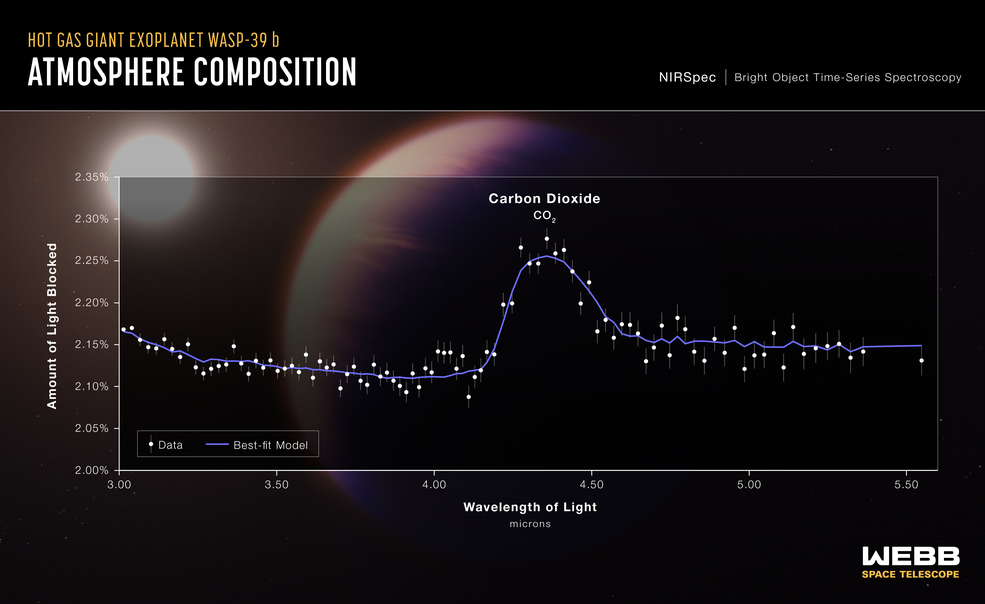 HOT GAS GIANT EXOPLANET WASP-39 b
ATMOSPHERE COMPOSITION
NIRSpec | Bright Object Time-Series Spectroscopy
Carbon Dioxide
CO₂
Amount of Light Blocked
2.35%
2.30%
2.25%
2.20%
2.15%
2.10%
2.05%
2.00%
Data
Best-fit Model
3.00 3.50 4.00 4.50 5.00 5.50
Wavelength of Light
microns
WEBB
SPACE TELESCOPE